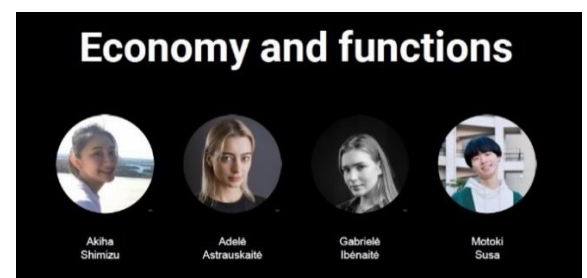 Economy and functions
Akiha
Shimizu
Adelė
Astrauskaitė
Gabrielė
Ibėnaitė
Motoki
Susa